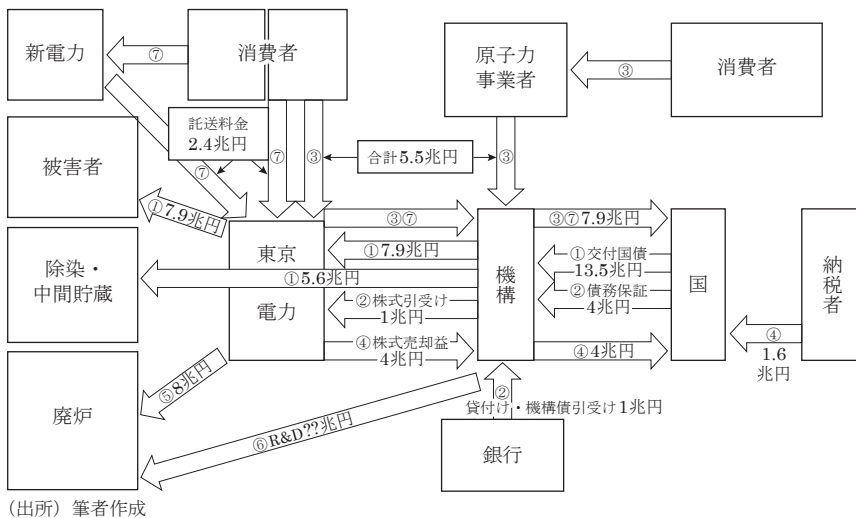 新電力
⑦
消費者
原子力
事業者
③
消費者
託送料金
2.4兆円
⑦
⑦
③
合計5.5兆円
③
被害者
①7.9兆円
東京
電力
③⑦
機構
③⑦7.9兆円
国
納税者
①7.9兆円
①交付国債
13.5兆円
除染・
中間貯蔵
①5.6兆円
②債務保証
4兆円
②株式引受け
1兆円
④株式売却益
4兆円
④4兆円
④
1.6
兆円
⑤8兆円
廃炉
⑥R&D??兆円
②
貸付け・機構債引受け1兆円
銀行
(出所) 筆者作成